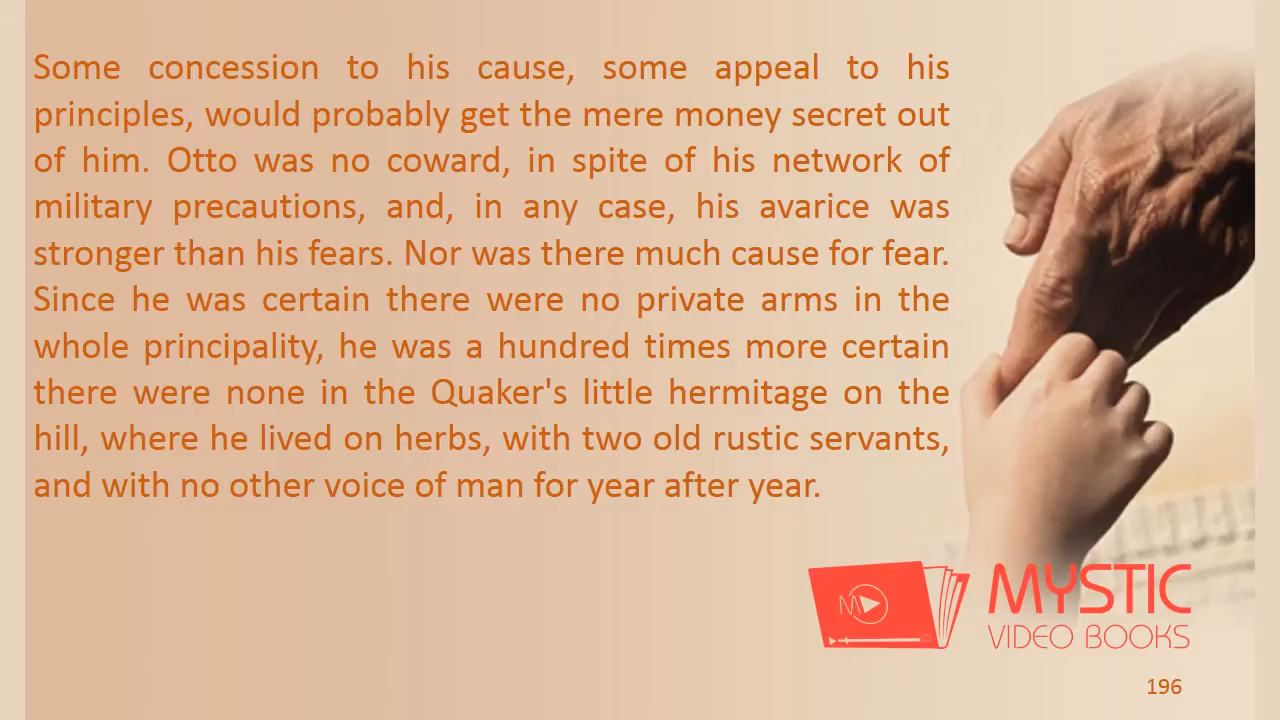 Some concession to his cause, some appeal to his
principles, would probably get the mere money secret out
of him. Otto was no coward, in spite of his network of
military precautions, and, in any case, his avarice was
stronger than his fears. Nor was there much cause for fear.
Since he was certain there were no private arms in the
whole principality, he was a hundred times more certain
there were none in the Quaker's little hermitage on the
hill, where he lived on herbs, with two old rustic servants,
and with no other voice of man for year after year.
M
MYSTIC
VIDEO BOOKS
196